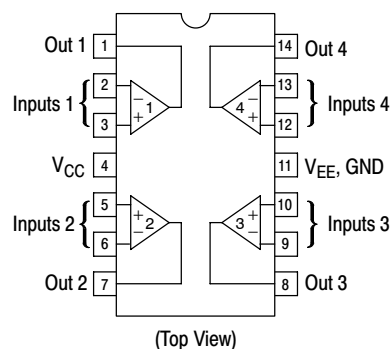 Out 1 1 14 Out 4
Inputs 1 { 2 − 1 − 4 13 } Inputs 4
3 + + 12
VCC 4 11 VEE, GND
Inputs 2 { 5 + 2 + 3 10 } Inputs 3
6 − − 9
Out 2 7 8 Out 3
(Top View)